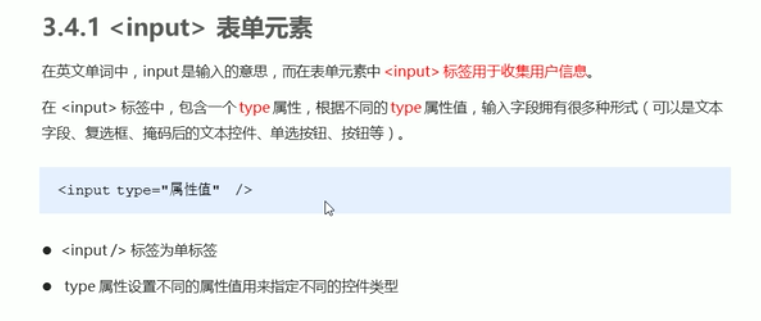 3.4.1 <input> 表单元素
在英文单词中，input 是输入的意思，而在表单元素中 <input> 标签用于收集用户信息。
在 <input> 标签中，包含一个 type 属性，根据不同的 type 属性值，输入字段拥有很多种形式（可以是文本
字段、复选框、掩码后的文本控件、单选按钮、按钮等）。
<input type="属性值" />
● <input /> 标签为单标签
● type 属性设置不同的属性值用来指定不同的控件类型